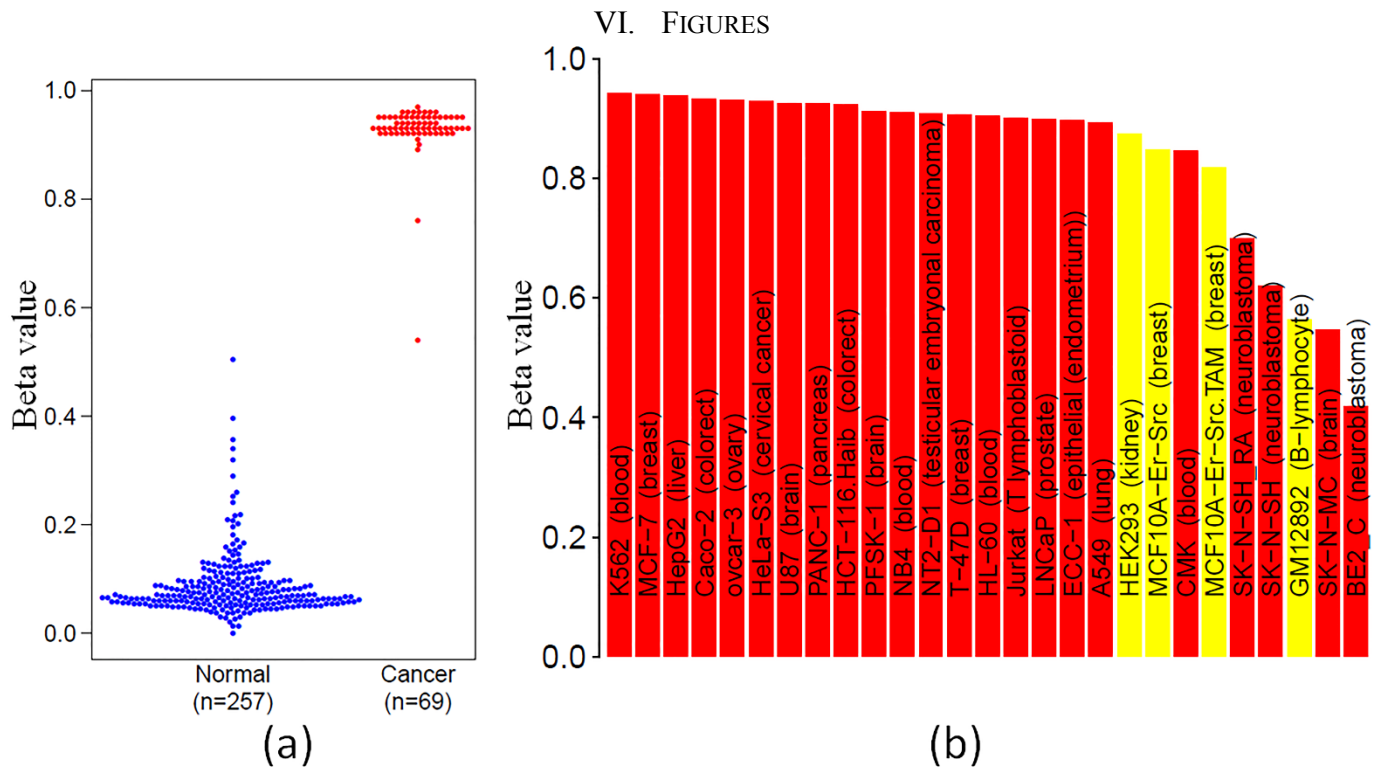 VI. FIGURES
1.0
0.8
0.6
0.4
0.2
0.0
Beta value
Normal
(n=257)
Cancer
(n=69)
(a)
1.0
0.8
0.6
0.4
0.2
0.0
Beta value
K562 (blood)
MCF-7 (breast)
HepG2 (liver)
Caco-2 (colorect)
ovcar-3 (ovary)
HeLa-S3 (cervical cancer)
U87 (brain)
PANC-1 (pancreas)
HCT-116.Haib (colorect)
PFSK-1 (brain)
NB4 (blood)
NT2-D1 (testicular embryonal carcinoma)
T-47D (breast)
HL-60 (blood)
Jurkat (T lymphoblastoid)
LNCaP (prostate)
ECC-1 (epithelial (endometrium))
A549 (lung)
HEK293 (kidney)
MCF10A-Er-Src (breast)
CMK (blood)
MCF10A-Er-Src.TAM (breast)
SK-N-SH_RA (neuroblastoma)
SK-N-SH (neuroblastoma)
GM12892 (B-lymphocyte)
SK-N-MC (brain)
BE2_C (neuroblastoma)
(b)